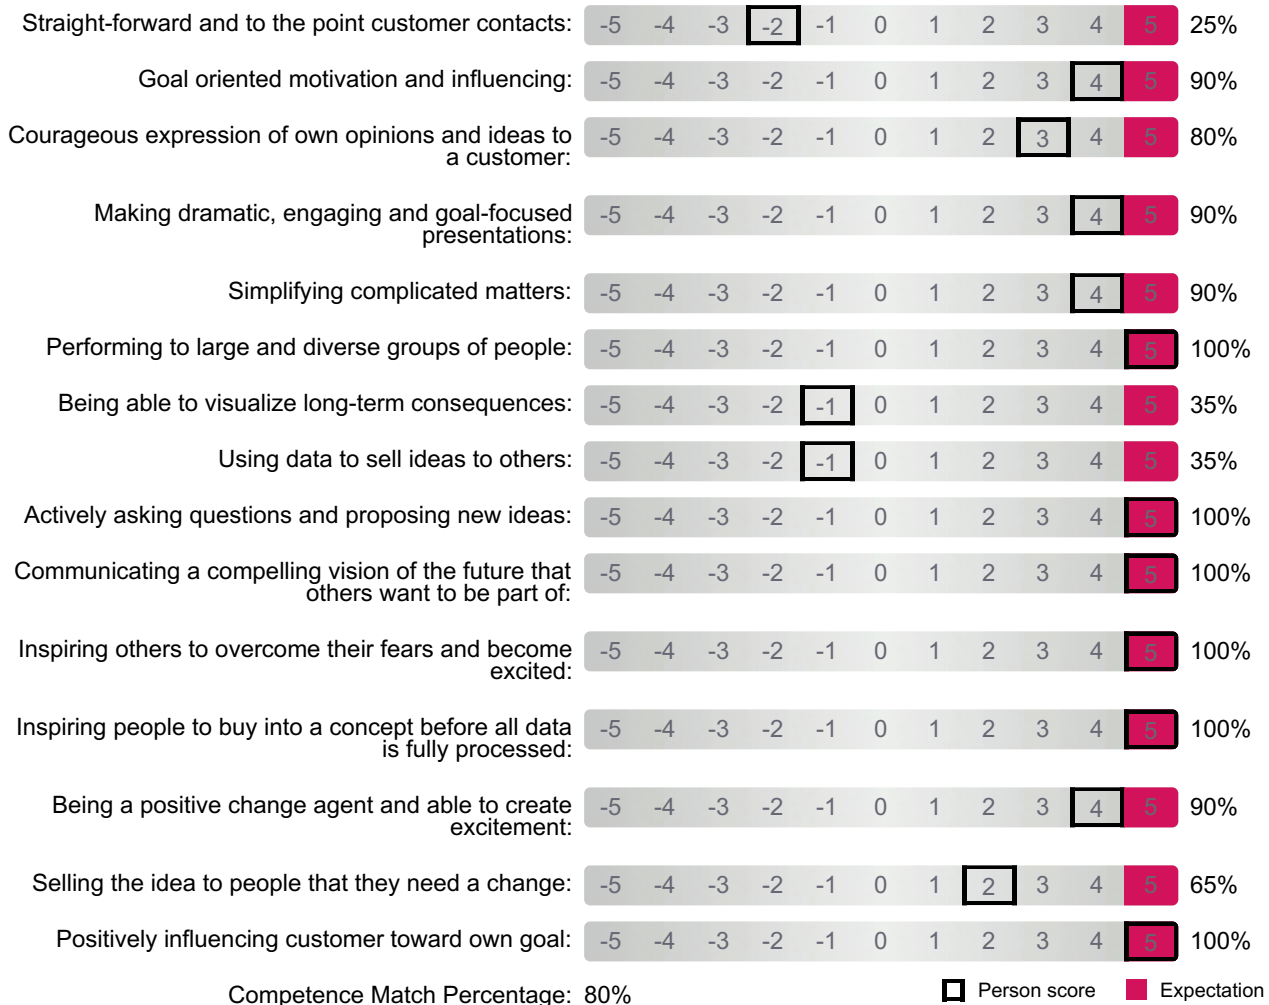 Straight-forward and to the point customer contacts: -5 -4 -3 -2 -1 0 1 2 3 4 5 25%
Goal oriented motivation and influencing: -5 -4 -3 -2 -1 0 1 2 3 4 5 90%
Courageous expression of own opinions and ideas to
a customer: -5 -4 -3 -2 -1 0 1 2 3 4 5 80%
Making dramatic, engaging and goal-focused
presentations: -5 -4 -3 -2 -1 0 1 2 3 4 5 90%
Simplifying complicated matters: -5 -4 -3 -2 -1 0 1 2 3 4 5 90%
Performing to large and diverse groups of people: -5 -4 -3 -2 -1 0 1 2 3 4 5 100%
Being able to visualize long-term consequences: -5 -4 -3 -2 -1 0 1 2 3 4 5 35%
Using data to sell ideas to others: -5 -4 -3 -2 -1 0 1 2 3 4 5 35%
Actively asking questions and proposing new ideas: -5 -4 -3 -2 -1 0 1 2 3 4 5 100%
Communicating a compelling vision of the future that
others want to be part of: -5 -4 -3 -2 -1 0 1 2 3 4 5 100%
Inspiring others to overcome their fears and become
excited: -5 -4 -3 -2 -1 0 1 2 3 4 5 100%
Inspiring people to buy into a concept before all data
is fully processed: -5 -4 -3 -2 -1 0 1 2 3 4 5 100%
Being a positive change agent and able to create
excitement: -5 -4 -3 -2 -1 0 1 2 3 4 5 90%
Selling the idea to people that they need a change: -5 -4 -3 -2 -1 0 1 2 3 4 5 65%
Positively influencing customer toward own goal: -5 -4 -3 -2 -1 0 1 2 3 4 5 100%
Competence Match Percentage: 80% Person score Expectation